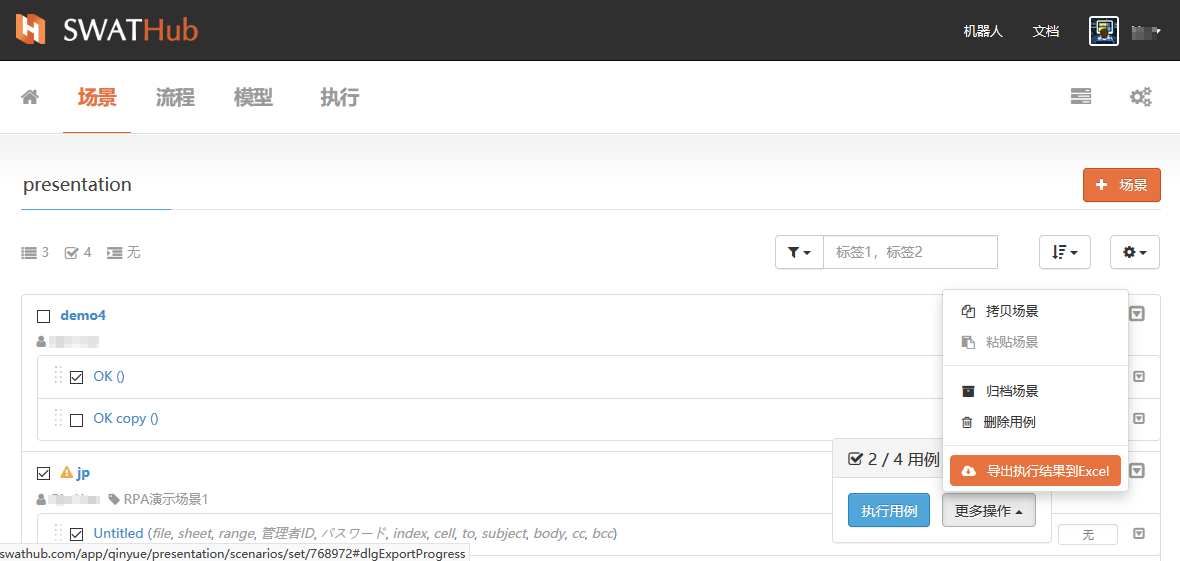 SWATHub
机器人 文档
场景 流程 模型 执行
presentation
+ 场景
3 4 无
标签1，标签2
demo4
OK ()
OK copy ()
jp
RPA演示场景1
Untitled (file, sheet, range, 管理者ID, パスワード, index, cell, to, subject, body, cc, bcc)
拷贝场景
粘贴场景
归档场景
删除用例
导出执行结果到Excel
2 / 4 用例
执行用例 更多操作
无
swathub.com/app/qinyue/presentation/scenarios/set/768972#dlgExportProgress